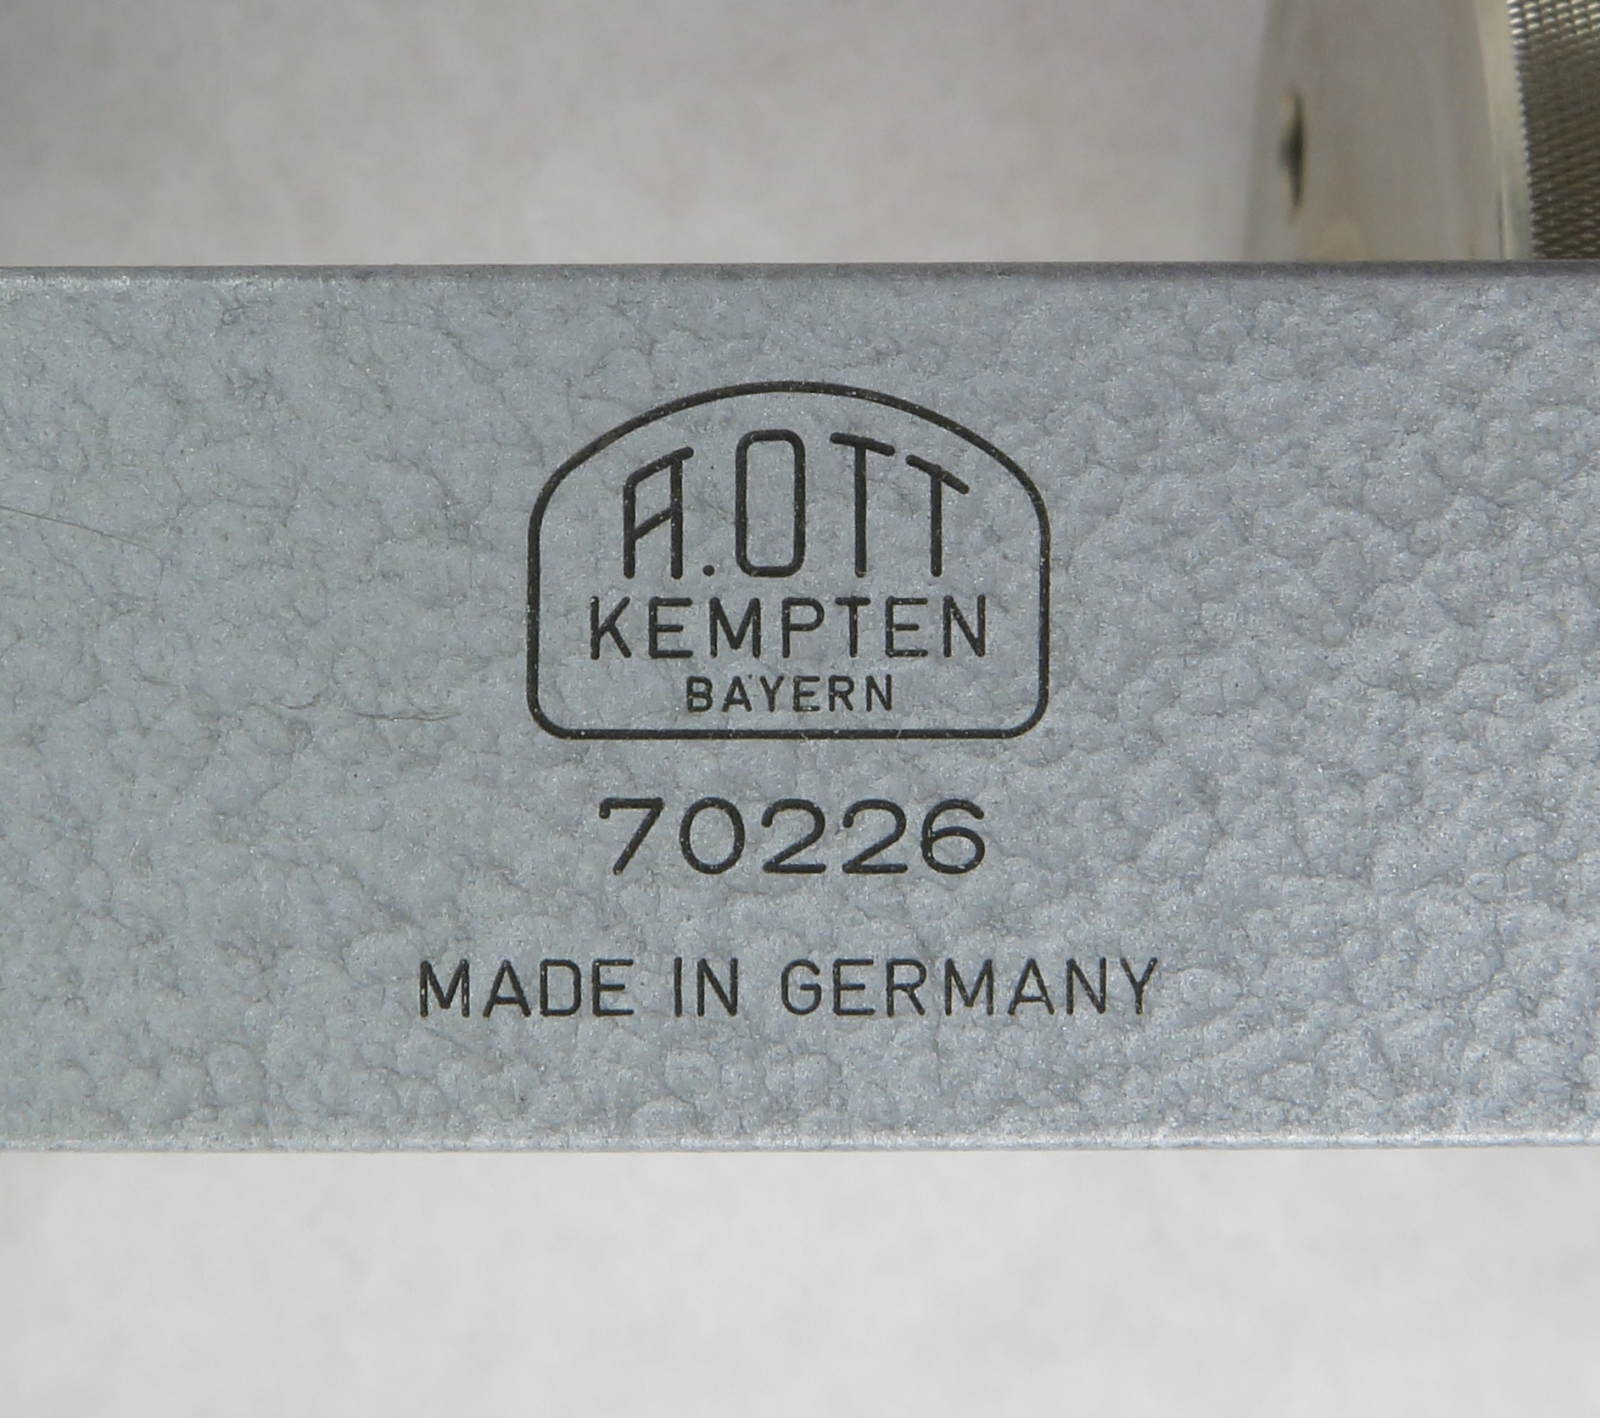 A.OTT
KEMPTEN
BAYERN
70226
MADE IN GERMANY